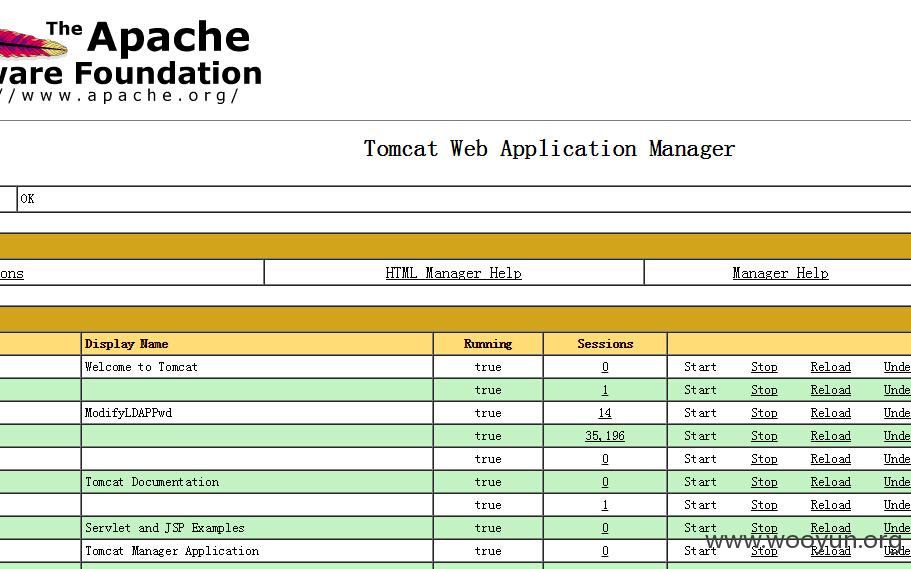 The Apache
ware Foundation
//www.apache.org/
Tomcat Web Application Manager
OK
ons HTML Manager Help Manager Help
Display Name Running Sessions
Welcome to Tomcat true 0 Start Stop Reload Unde
true 1 Start Stop Reload Unde
ModifyLDAPPwd true 14 Start Stop Reload Unde
true 35,196 Start Stop Reload Unde
true 0 Start Stop Reload Unde
Tomcat Documentation true 0 Start Stop Reload Unde
true 1 Start Stop Reload Unde
Servlet and JSP Examples true 0 Start Stop Reload Unde
www.wooyun.org
Tomcat Manager Application true 0 Start Stop Reload Unde